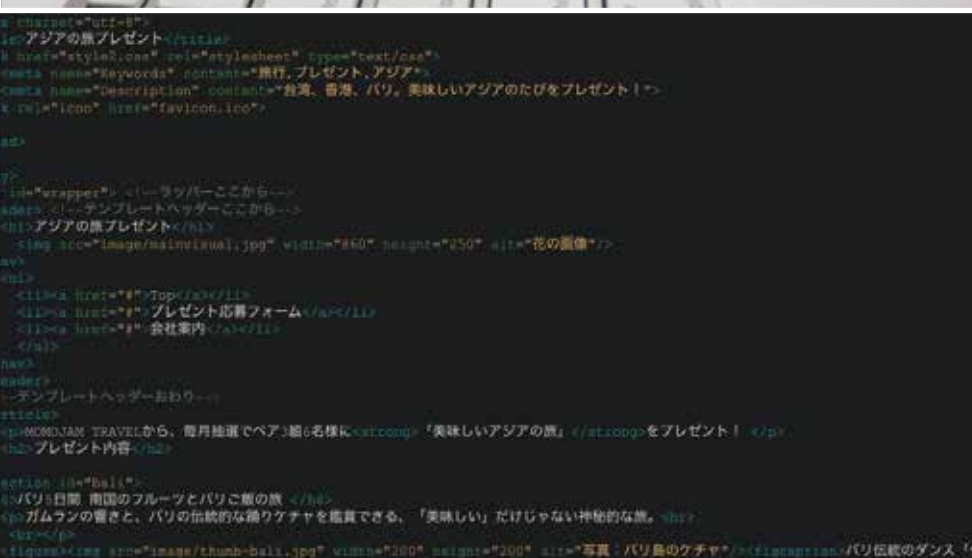 a charset="utf-8">
le>アジアの旅プレゼント</title>
k href="style2.css" rel="stylesheet" type="text/css">
<meta name="Keywords" content="旅行,プレゼント,アジア">
<meta name="Description" content="台湾、香港、バリ。美味しいアジアのたびをプレゼント！">
k rel="icon" href="favicon.ico">
ad>
y>
id="wrapper"> <!--ラッパーここから-->
ader> <!--テンプレートヘッダーここから-->
<h1>アジアの旅プレゼント</h1>
<img src="image/mainvisual.jpg" width="860" height="250" alt="花の画像"/>
av>
<ul>
<li><a href="#">Top</a></li>
<li><a href="#">プレゼント応募フォーム</a></li>
<li><a href="#">会社案内</a></li>
</ul>
nav>
eader>
--テンプレートヘッダーおわり-->
rticle>
<p>MOMOJAM TRAVELから、毎月抽選でペア3組6名様に<strong>「美味しいアジアの旅」</strong>をプレゼント！ </p>
<h2>プレゼント内容</h2>
ection id="bali">
4>バリ5日間 南国のフルーツとバリご飯の旅 </h4>
<p>ガムランの響きと、バリの伝統的な踊りケチャを鑑賞できる、「美味しい」だけじゃない神秘的な旅。<br>
<br></p>
<figure><img src="image/thumb-bali.jpg" width="200" height="200" alt="写真：バリ島のケチャ"/><figcaption>バリ伝統のダンス「